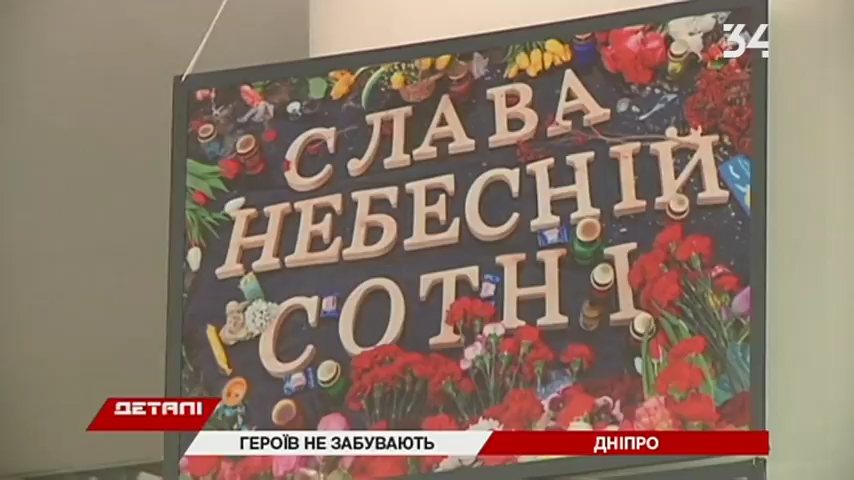 34
СЛАВА
НЕБЕСНІЙ
СОТНІ
ДЕТАЛІ
ГЕРОЇВ НЕ ЗАБУВАЮТЬ
ДНІПРО